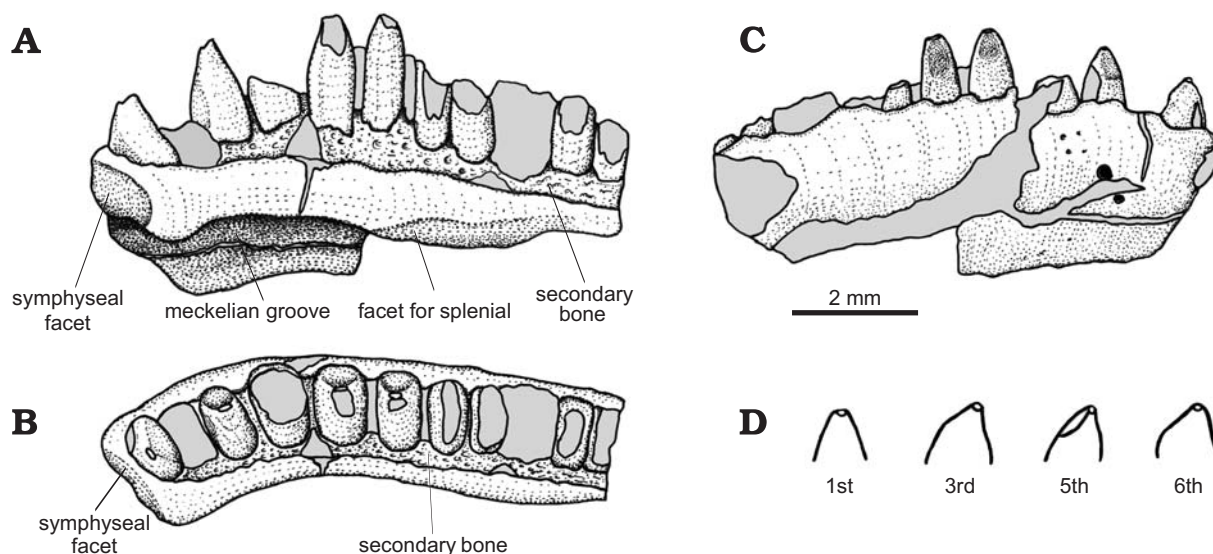 A
symphyseal
facet
meckelian groove
facet for splenial
secondary
bone
C
2 mm
B
symphyseal
facet
secondary bone
D
1st
3rd
5th
6th